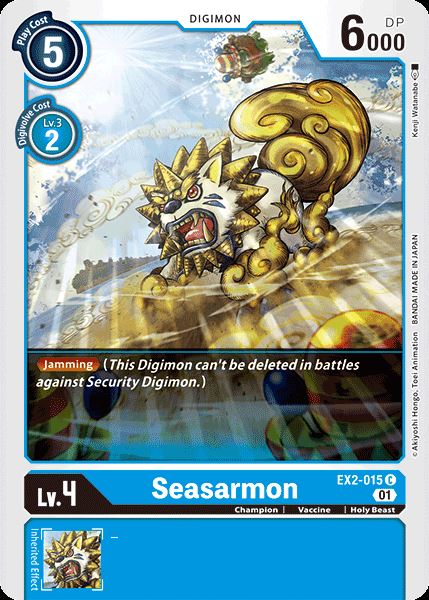 DIGIMON
Play Cost
5
DP
6000
Digivolve Cost
Lv.3
2
Kenji Watanabe
©Akiyoshi Hongo, Toei Animation BANDAI MADE IN JAPAN
Jamming (This Digimon can't be deleted in battles
against Security Digimon.)
Lv.4
Seasarmon
EX2-015 C
01
Champion | Vaccine | Holy Beast
Inherited Effect
–